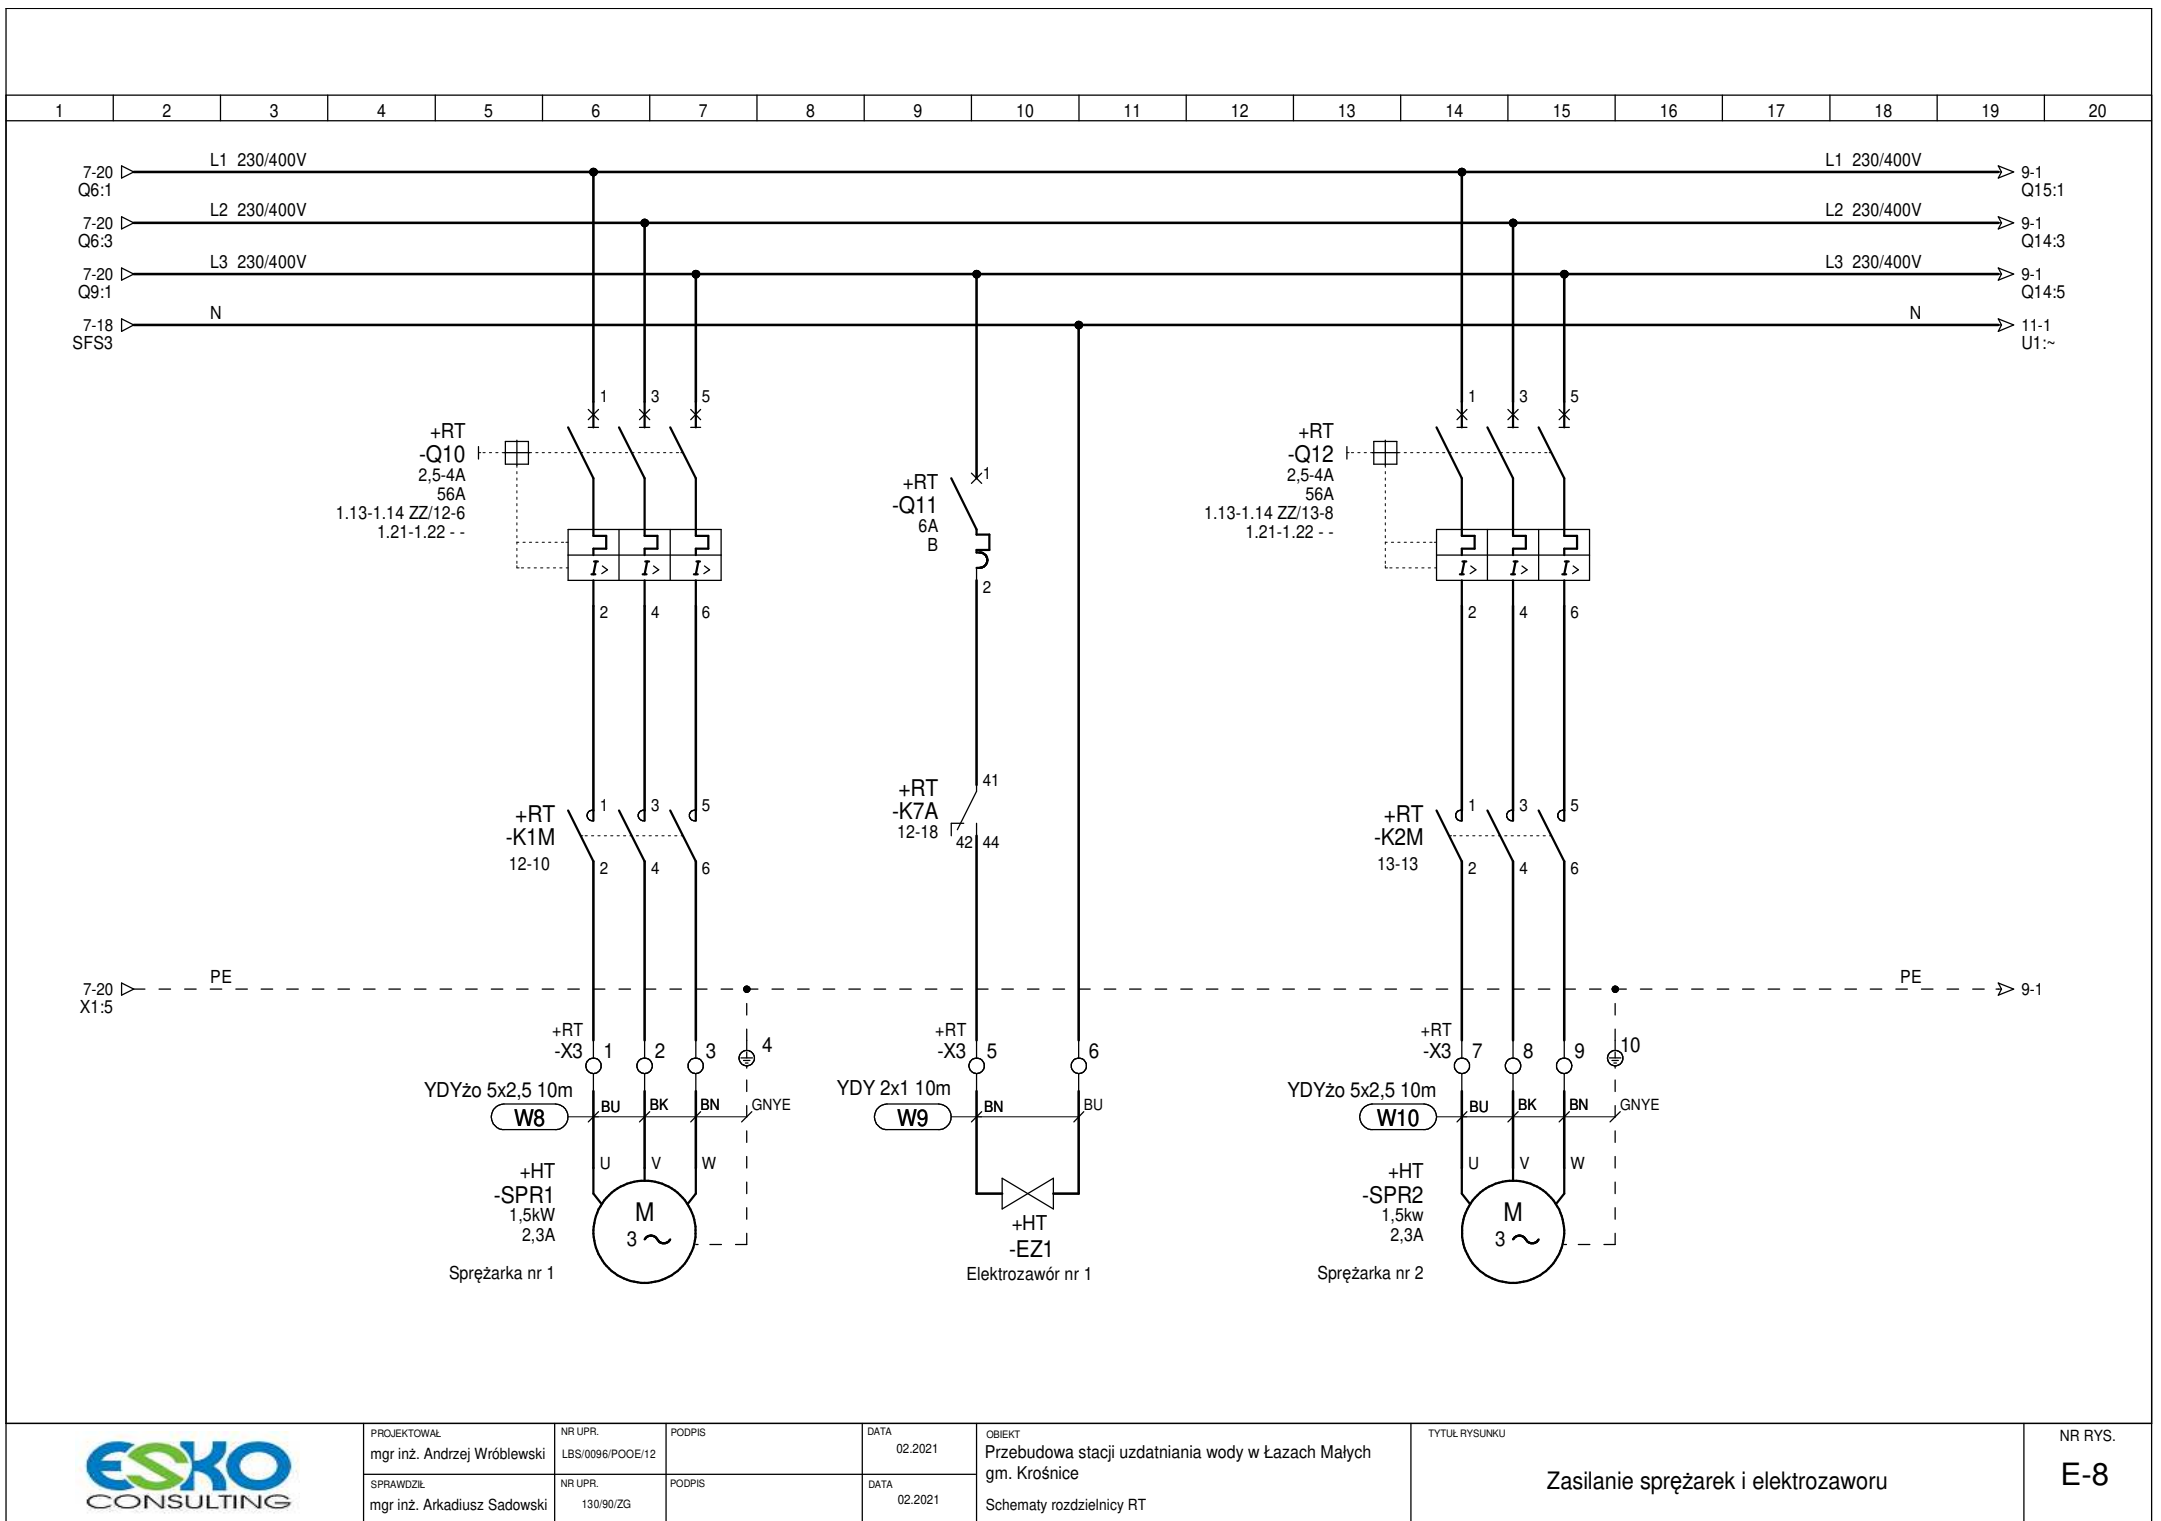 1 2 3 4 5 6 7 8 9 10 11 12 13 14 15 16 17 18 19 20
L1 230/400V
L1 230/400V
7-20
Q6:1
9-1
Q15:1
L2 230/400V
L2 230/400V
7-20
Q6:3
9-1
Q14:3
L3 230/400V
L3 230/400V
7-20
Q9:1
9-1
Q14:5
N
N
7-18
SFS3
11-1
U1:~
1 3 5
+RT
-Q10
2,5-4A
56A
1.13-1.14 ZZ/12-6
1.21-1.22 - -
I> I> I>
2 4 6
1
+RT
-Q11
6A
B
2
1 3 5
+RT
-Q12
2,5-4A
56A
1.13-1.14 ZZ/13-8
1.21-1.22 - -
I> I> I>
2 4 6
1 3 5
+RT
-K1M
12-10
2 4 6
41
+RT
-K7A
12-18
42 44
1 3 5
+RT
-K2M
13-13
2 4 6
PE
PE
7-20
X1:5
9-1
+RT
-X3 1 2 3 4
YDYżo 5x2,5 10m
W8
BU BK BN GNYE
+HT
-SPR1
1,5kW
2,3A
U V W
M
3
Sprężarka nr 1
+RT
-X3 5 6
YDY 2x1 10m
W9
BN BU
+HT
-EZ1
Elektrozawór nr 1
+RT
-X3 7 8 9 10
YDYżo 5x2,5 10m
W10
BU BK BN GNYE
+HT
-SPR2
1,5kw
2,3A
U V W
M
3
Sprężarka nr 2
ESKO
CONSULTING
PROJEKTOWAŁ
mgr inż. Andrzej Wróblewski
NR UPR.
LBS/0096/POOE/12
PODPIS
DATA
02.2021
SPRAWDZIŁ
mgr inż. Arkadiusz Sadowski
NR UPR.
130/90/ZG
PODPIS
DATA
02.2021
OBIEKT
Przebudowa stacji uzdatniania wody w Łazach Małych
gm. Krośnice
Schematy rozdzielnicy RT
TYTUŁ RYSUNKU
Zasilanie sprężarek i elektrozaworu
NR RYS.
E-8